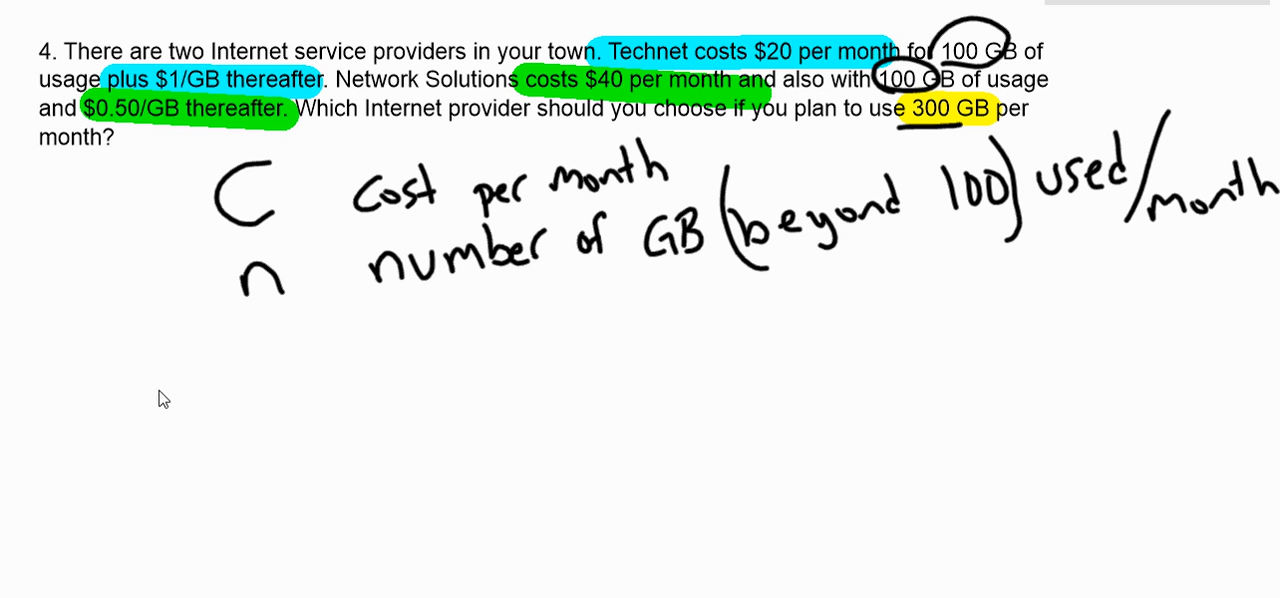 4. There are two Internet service providers in your town. Technet costs $20 per month for 100 GB of
usage plus $1/GB thereafter. Network Solutions costs $40 per month and also with 100 GB of usage
and $0.50/GB thereafter. Which Internet provider should you choose if you plan to use 300 GB per
month?
C cost per month
n number of GB (beyond 100) used/month